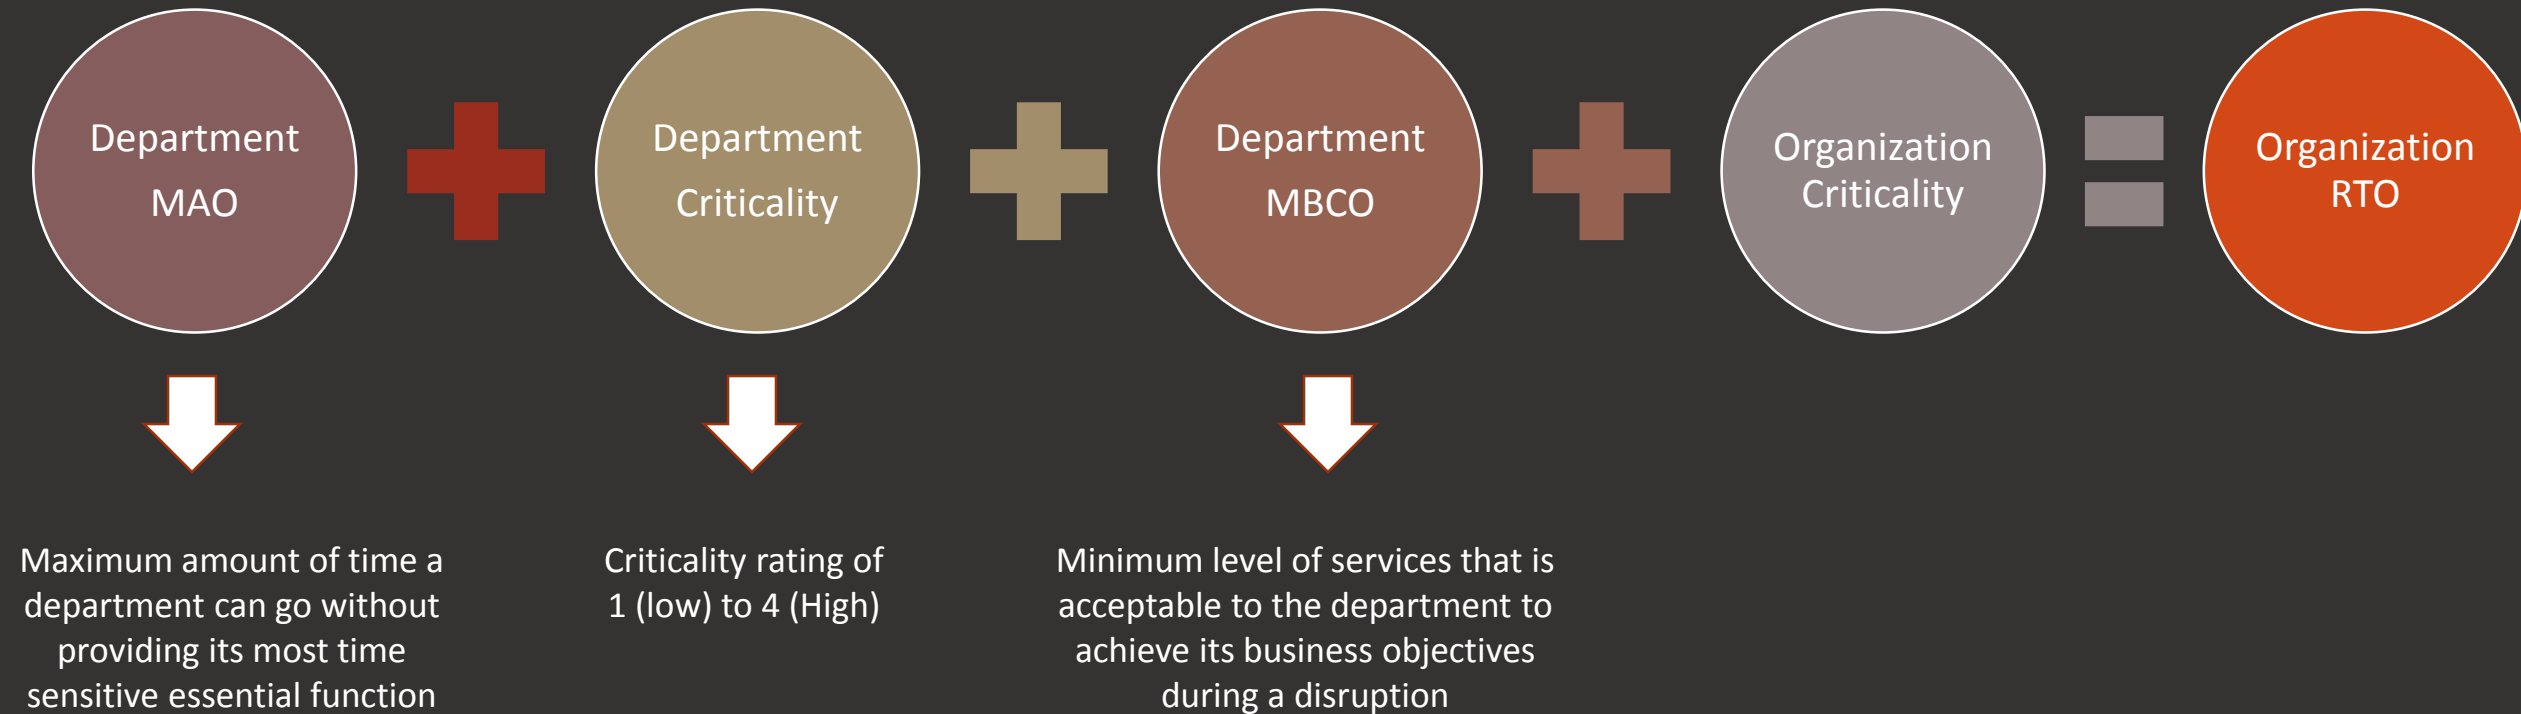 Department
MAO
Department
Criticality
Department
MBCO
Organization
Criticality
Organization
RTO
Maximum amount of time a
department can go without
providing its most time
sensitive essential function
Criticality rating of
1 (low) to 4 (High)
Minimum level of services that is
acceptable to the department to
achieve its business objectives
during a disruption